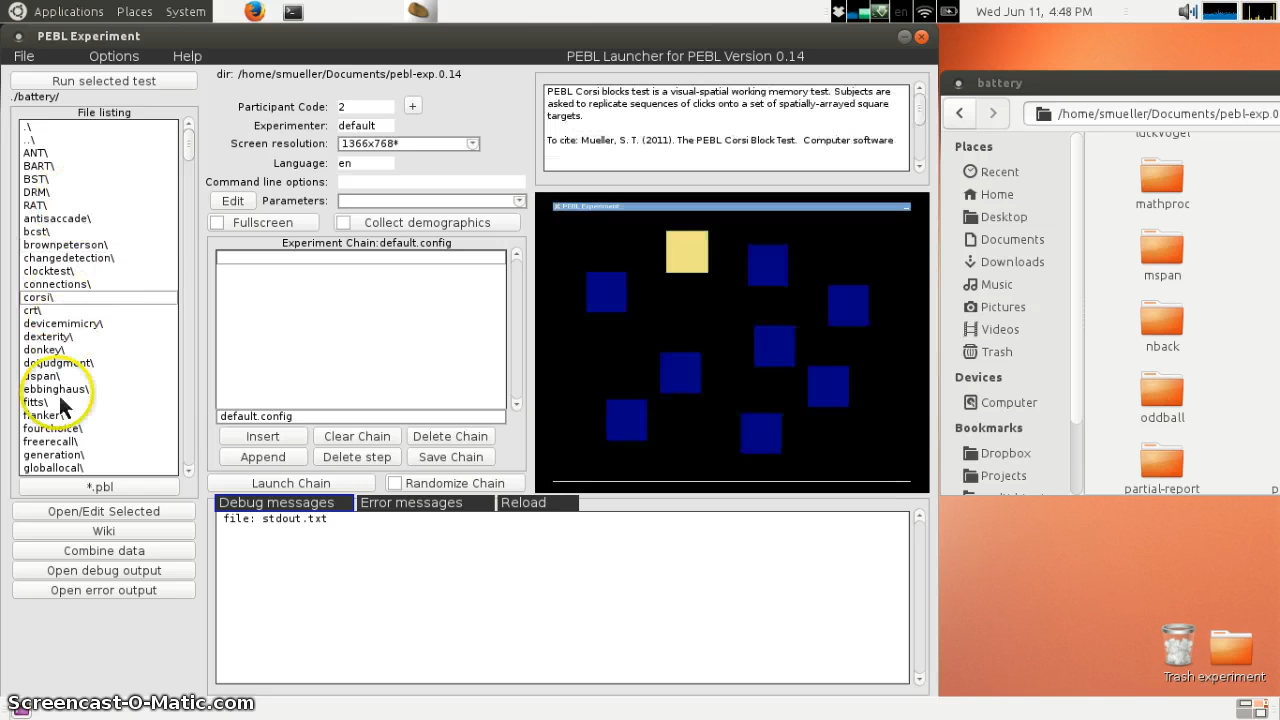 Applications Places System
en
Wed Jun 11, 4:48 PM
PEBL Experiment
File Options Help
PEBL Launcher for PEBL Version 0.14
Run selected test
./battery/
File listing
.\
..\
ANT\
BART\
BST\
DRM\
RAT\
antisaccade\
bcst\
brownpeterson\
changedetection\
clocktest\
connections\
corsi\
crt\
devicemimicry\
dexterity\
donkey\
dotjudgment\
dspan\
ebbinghaus\
fitts\
flanker\
fourchoice\
freerecall\
generation\
globallocal\
*.pbl
Open/Edit Selected
Wiki
Combine data
Open debug output
Open error output
dir: /home/smueller/Documents/pebl-exp.0.14
Participant Code: 2 +
Experimenter: default
Screen resolution: 1366x768*
Language: en
Command line options:
Edit Parameters:
Fullscreen Collect demographics
Experiment Chain:default.config
default.config
Insert Clear Chain Delete Chain
Append Delete step Save Chain
Launch Chain Randomize Chain
PEBL Corsi blocks test is a visual-spatial working memory test. Subjects are
asked to replicate sequences of clicks onto a set of spatially-arrayed square
targets.
To cite: Mueller, S. T. (2011). The PEBL Corsi Block Test. Computer software
PEBL Experiment
Debug messages Error messages Reload
file: stdout.txt
battery
/home/smueller/Documents/pebl-exp.0
Places
Recent
Home
Desktop
Documents
Music
Pictures
Videos
Trash
Devices
Computer
Bookmarks
Dropbox
Projects
luckvogel
mathproc
mspan
nback
oddball
partial-report
Trash experiment
Screencast-O-Matic.com